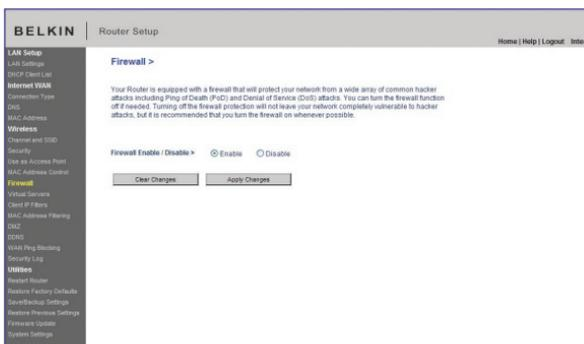 BELKIN
Router Setup
Home | Help | Logout Inte
LAN Setup
LAN Settings
DHCP Client List
Internet WAN
Connection Type
DNS
MAC Address
Wireless
Channel and SSID
Security
Use as Access Point
MAC Address Control
Firewall
Virtual Servers
Client IP Filters
MAC Address Filtering
DMZ
DDNS
WAN Ping Blocking
Security Log
Utilities
Restart Router
Restore Factory Defaults
Save/Backup Settings
Restore Previous Settings
Firmware Update
System Settings
Firewall >
Your Router is equipped with a firewall that will protect your network from a wide array of common hacker
attacks including Ping of Death (PoD) and Denial of Service (DoS) attacks. You can turn the firewall function
off if needed. Turning off the firewall protection will not leave your network completely vulnerable to hacker
attacks, but it is recommended that you turn the firewall on whenever possible.
Firewall Enable / Disable > Enable Disable
Clear Changes Apply Changes